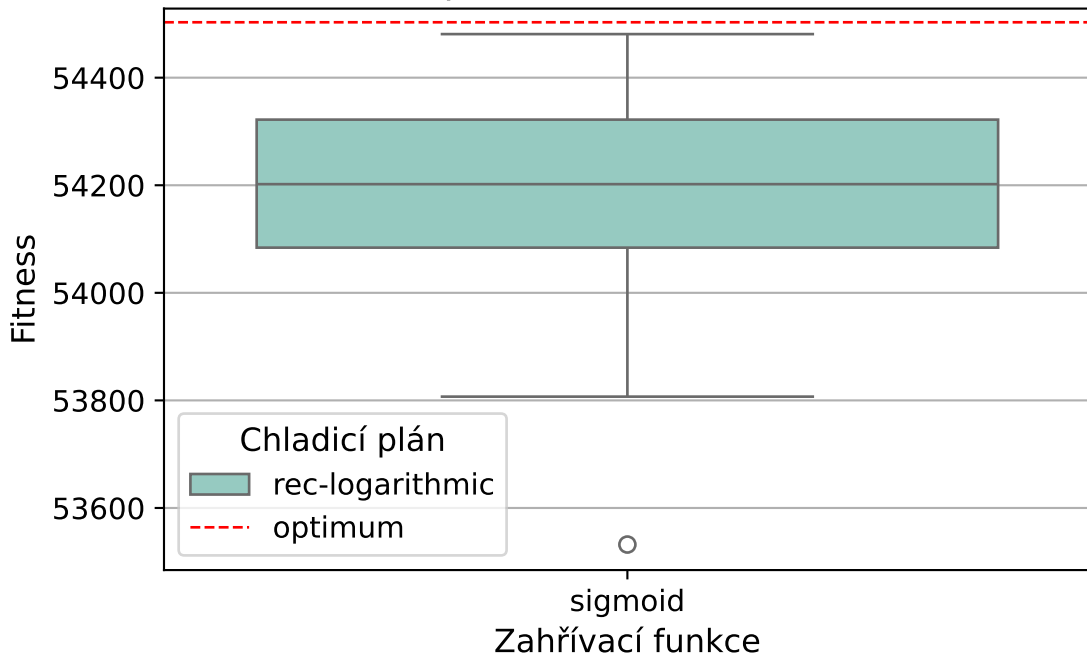 54400
54200
54000
53800
53600
Fitness
Chladicí plán
rec-logarithmic
optimum
sigmoid
Zahřívací funkce